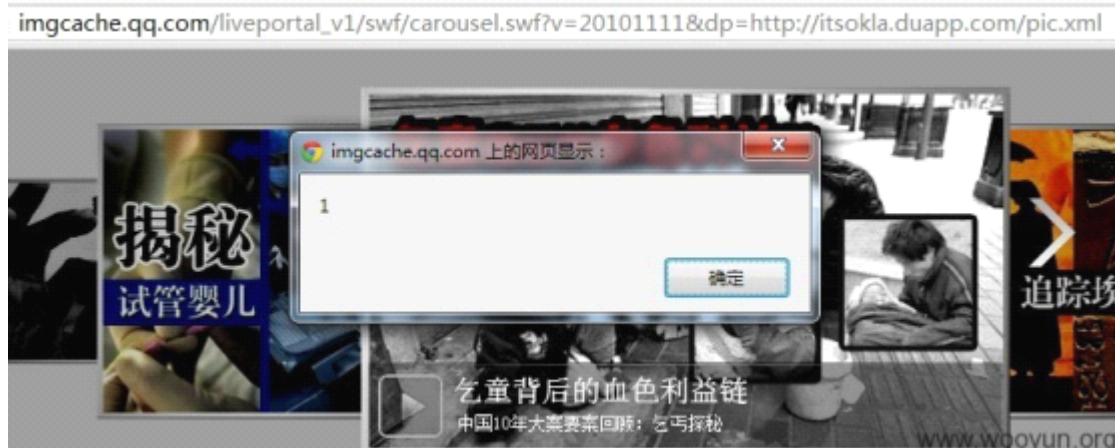 imgcache.qq.com/liveportal_v1/swf/carousel.swf?v=20101111&dp=http://itsokla.duapp.com/pic.xml
imgcache.qq.com 上的网页显示：
1
确定
揭秘
试管婴儿
追踪
乞童背后的血色利益链
中国10年大案要案回顾：乞丐探秘
www.wooyun.org